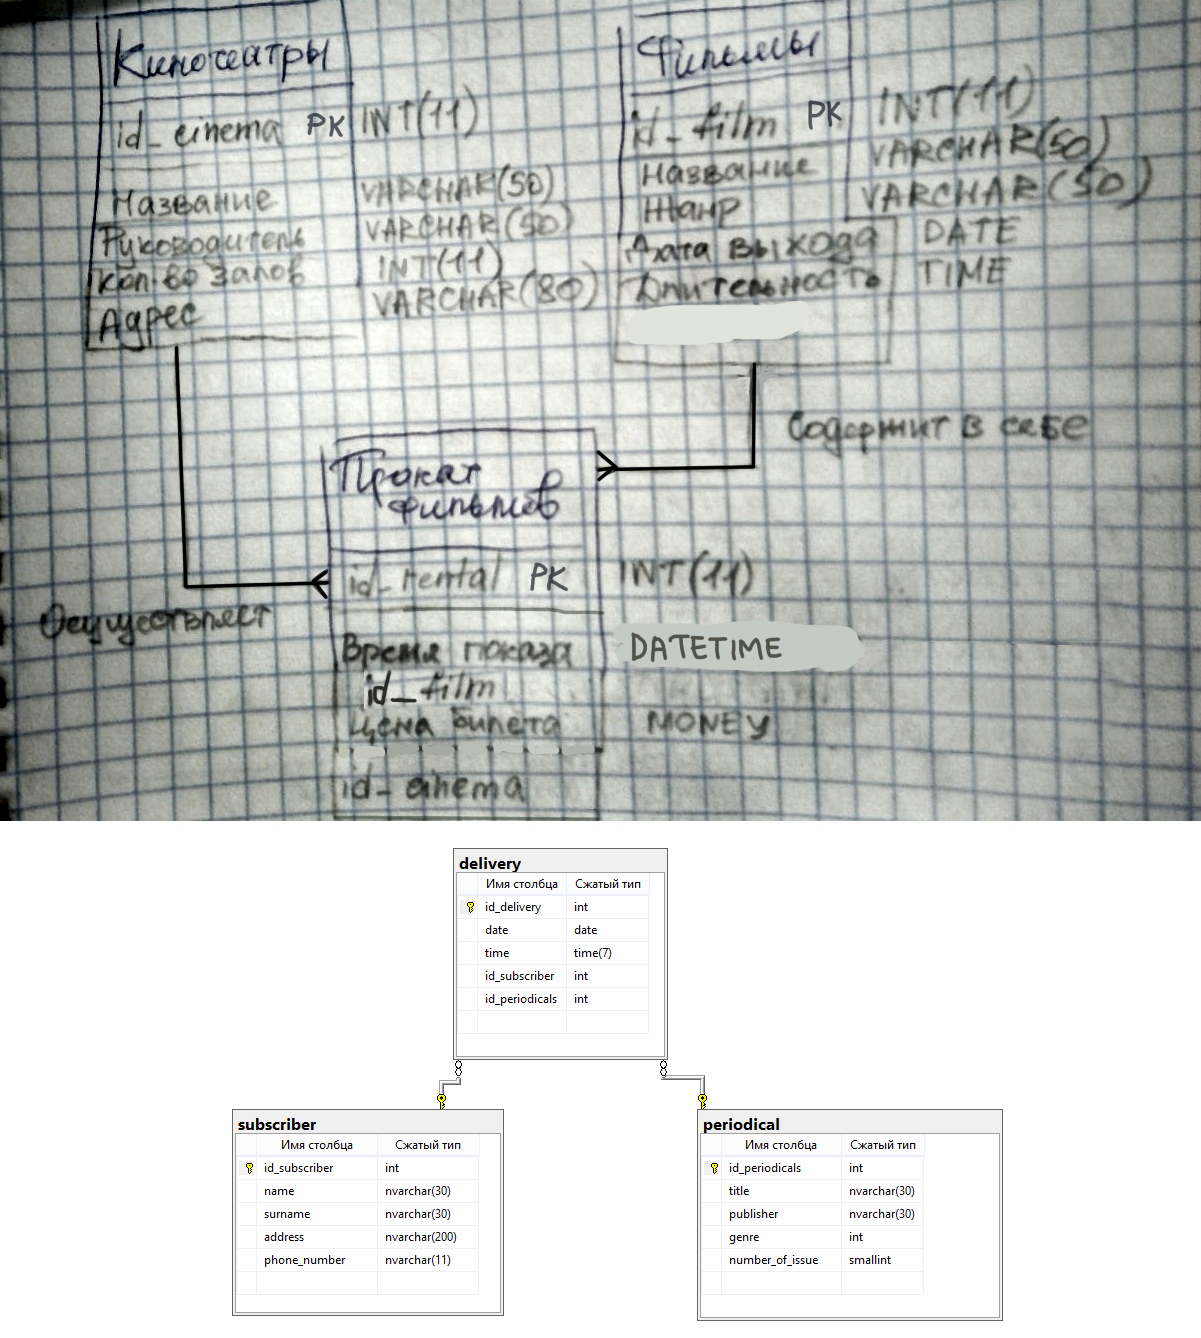 Кинотеатры
id_cinema PK INT(11)
Название VARCHAR(50)
Руководитель VARCHAR(50)
Кол-во залов INT(11)
Адрес VARCHAR(80)
Фильмы
id_film PK INT(11)
Название VARCHAR(50)
Жанр VARCHAR(50)
Дата выхода DATE
Длительность TIME
Содержит в себе
Осуществляет
Прокат
фильмов
id_rental PK INT(11)
Время показа DATETIME
id_film
Цена билета MONEY
id_cinema
delivery
Имя столбца Сжатый тип
id_delivery int
date date
time time(7)
id_subscriber int
id_periodicals int
subscriber
Имя столбца Сжатый тип
id_subscriber int
name nvarchar(30)
surname nvarchar(30)
address nvarchar(200)
phone_number nvarchar(11)
periodical
Имя столбца Сжатый тип
id_periodicals int
title nvarchar(30)
publisher nvarchar(30)
genre int
number_of_issue smallint